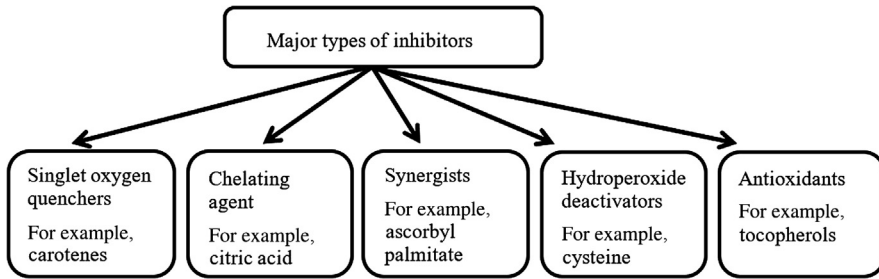 Major types of inhibitors
Singlet oxygen
quenchers
For example,
carotenes
Chelating
agent
For example,
citric acid
Synergists
For example,
ascorbyl
palmitate
Hydroperoxide
deactivators
For example,
cysteine
Antioxidants
For example,
tocopherols